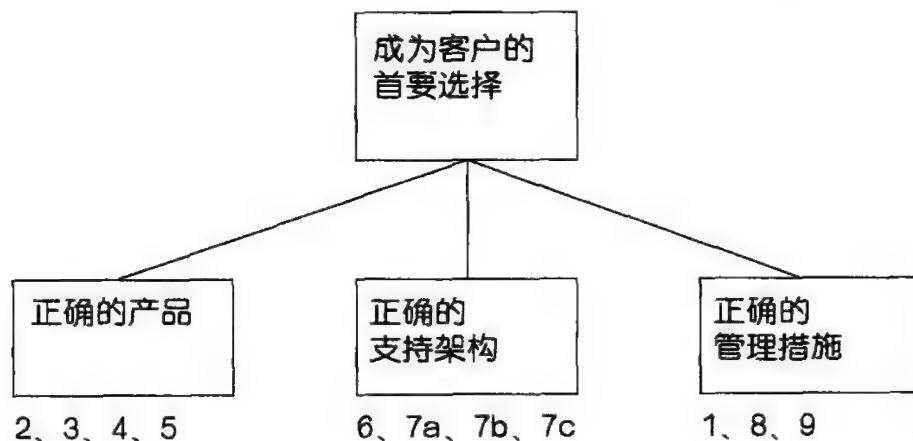 成为客户的
首要选择
正确的产品
正确的
支持架构
正确的
管理措施
2、3、4、5
6、7a、7b、7c
1、8、9